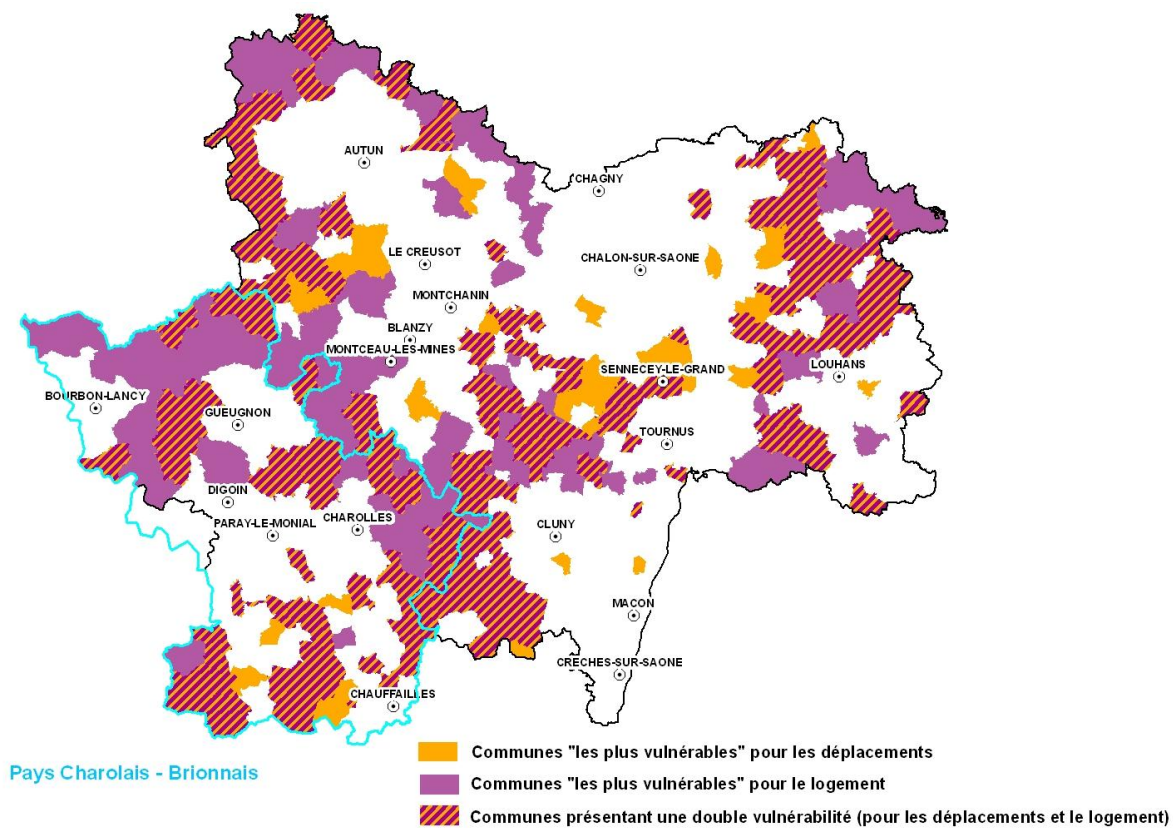 AUTUN
CHAGNY
LE CREUSOT
CHALON-SUR-SAONE
MONTCHANIN
BLANZY
MONTCEAU-LES-MINES
SENNECEY-LE-GRAND
LOUHANS
BOURBON-LANCY
GUEUGNON
TOURNUS
DIGOIN
PARAY-LE-MONIAL
CHAROLLES
CLUNY
MACON
CRECHES-SUR-SAONE
CHAUFFAILLES
Pays Charolais - Brionnais
Communes "les plus vulnérables" pour les déplacements
Communes "les plus vulnérables" pour le logement
Communes présentant une double vulnérabilité (pour les déplacements et le logement)